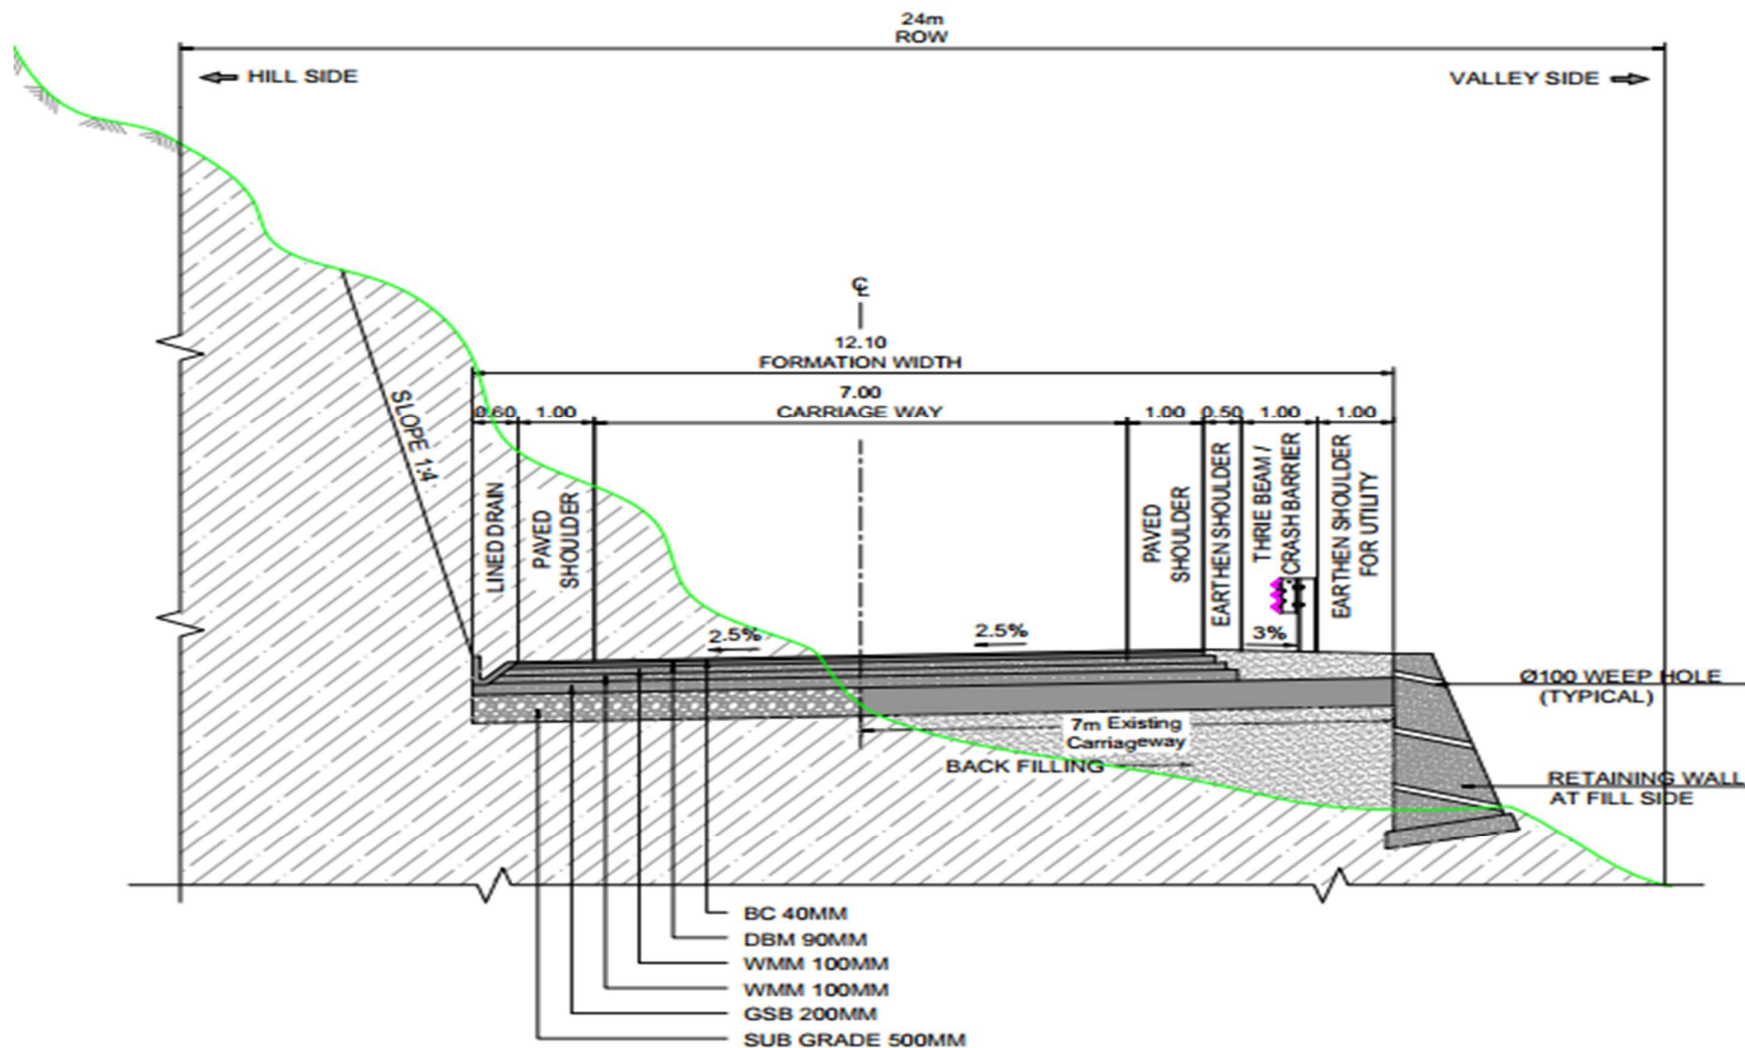 24m
ROW
HILL SIDE
VALLEY SIDE
℄
12.10
FORMATION WIDTH
7.00
CARRIAGE WAY
0.60
1.00
1.00
0.50
1.00
1.00
SLOPE 1:4
LINED DRAIN
PAVED
SHOULDER
PAVED
SHOULDER
EARTHEN SHOULDER
THRIE BEAM /
CRASH BARRIER
EARTHEN SHOULDER
FOR UTILITY
2.5%
2.5%
3%
Ø100 WEEP HOLE
(TYPICAL)
7m Existing
Carriageway
BACK FILLING
RETAINING WALL
AT FILL SIDE
BC 40MM
DBM 90MM
WMM 100MM
WMM 100MM
GSB 200MM
SUB GRADE 500MM